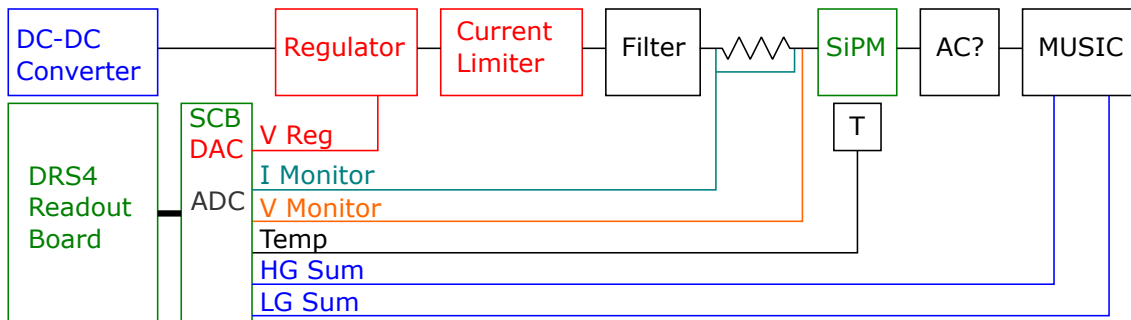 DC-DC
Converter
Regulator
Current
Limiter
Filter
SiPM
AC?
MUSIC
T
DRS4
Readout
Board
SCB
DAC
ADC
V Reg
I Monitor
V Monitor
Temp
HG Sum
LG Sum